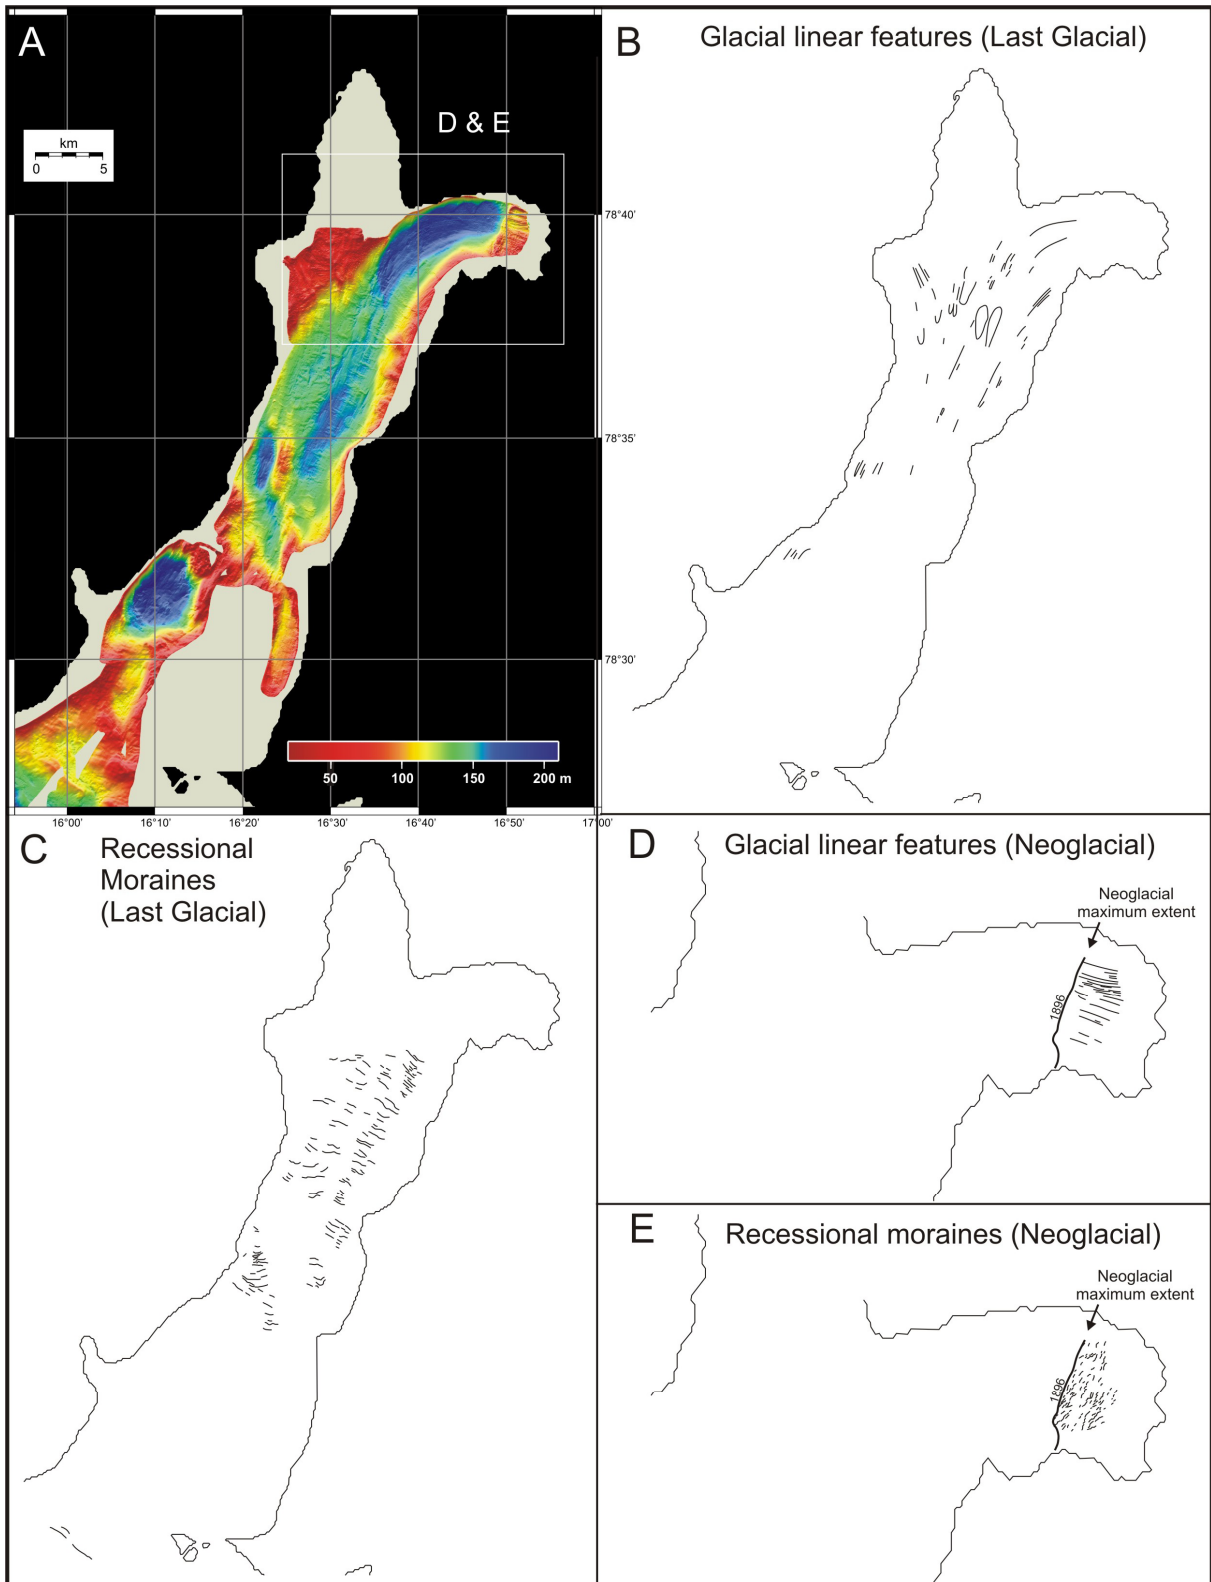 A
D & E
km
0 5
78°40'
78°35'
78°30'
50 100 150 200 m
16°00' 16°10' 16°20' 16°30' 16°40' 16°50' 17°00'
B
Glacial linear features (Last Glacial)
C
Recessional
Moraines
(Last Glacial)
D
Glacial linear features (Neoglacial)
Neoglacial
maximum extent
1896
E
Recessional moraines (Neoglacial)
Neoglacial
maximum extent
1896